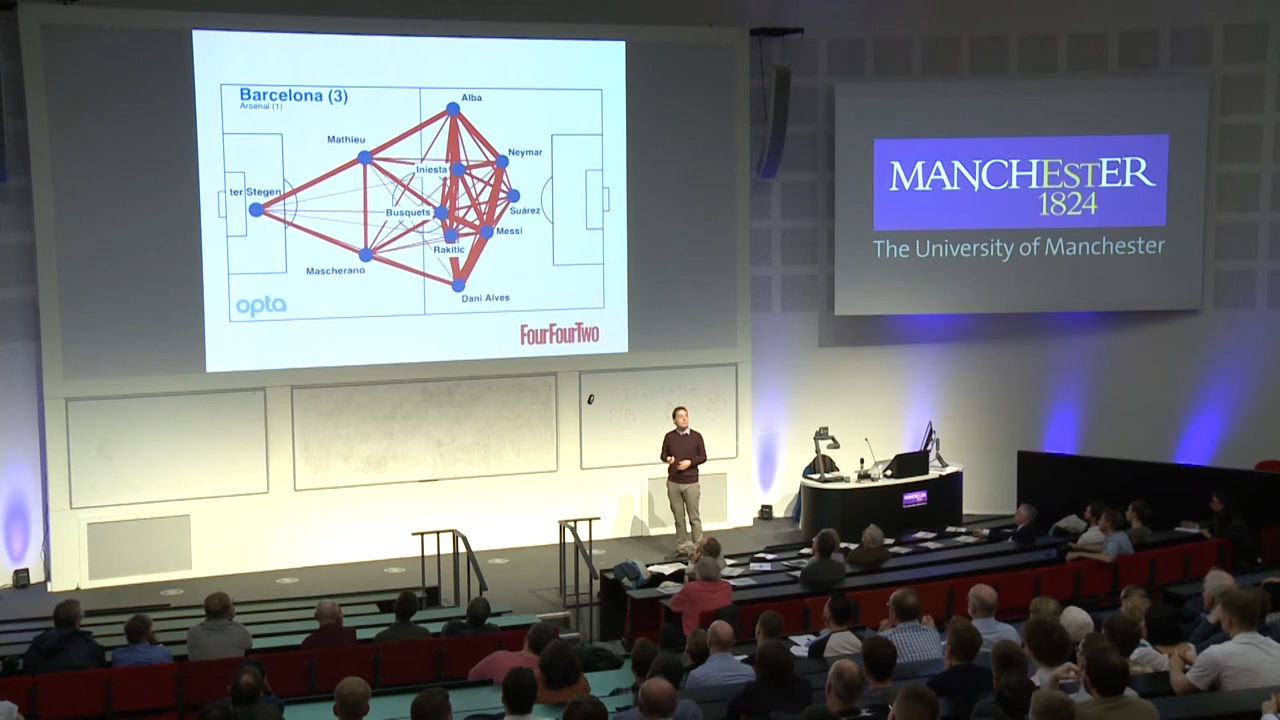 Barcelona (3)
Arsenal (1)
Alba
Mathieu
Neymar
Iniesta
ter Stegen
Busquets
Suárez
Messi
Rakitic
Mascherano
Dani Alves
opta
FourFourTwo
MANCHEsTER
1824
The University of Manchester